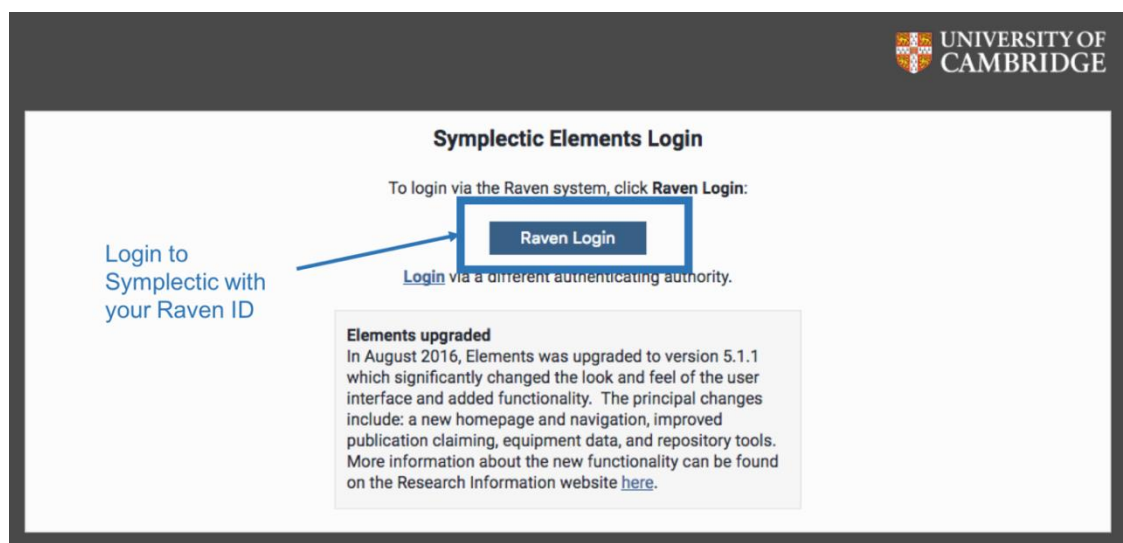 UNIVERSITY OF
CAMBRIDGE
Symplectic Elements Login
To login via the Raven system, click Raven Login:
Raven Login
Login via a different authenticating authority.
Login to
Symplectic with
your Raven ID
Elements upgraded
In August 2016, Elements was upgraded to version 5.1.1
which significantly changed the look and feel of the user
interface and added functionality.  The principal changes
include: a new homepage and navigation, improved
publication claiming, equipment data, and repository tools.
More information about the new functionality can be found
on the Research Information website here.